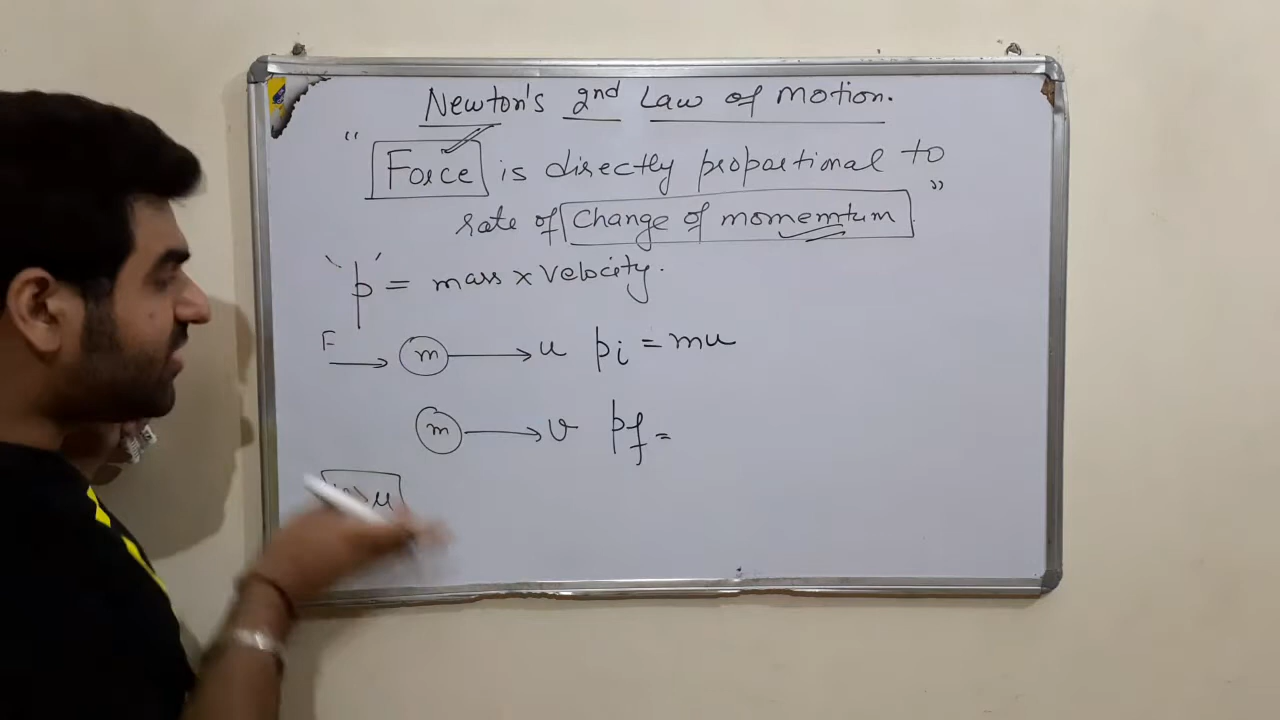 Newton's 2nd Law of Motion.
" Force is directly proportional to
rate of change of momemtum. "
'p' = mass x velocity.
F → m → u pi = mu
m → v pf =
>u